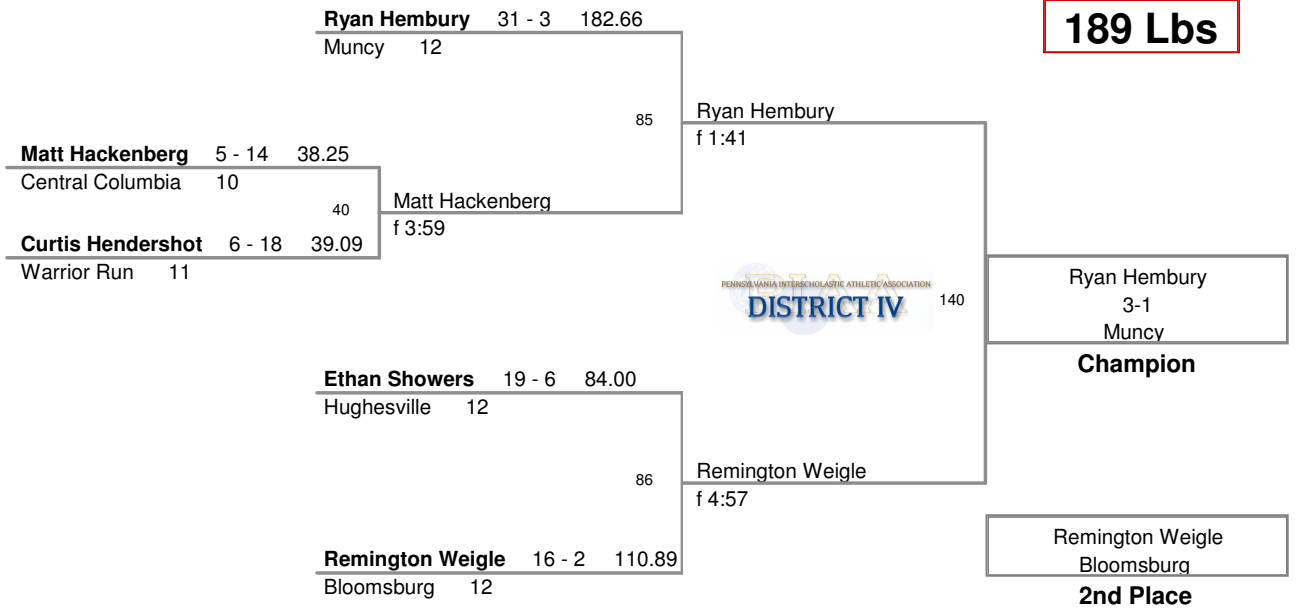 Ryan Hembury 31 - 3 182.66
Muncy 12
189 Lbs
85
Ryan Hembury
f 1:41
Matt Hackenberg 5 - 14 38.25
Central Columbia 10
40
Matt Hackenberg
f 3:59
Curtis Hendershot 6 - 18 39.09
Warrior Run 11
PENNSYLVANIA INTERSCHOLASTIC ATHLETIC ASSOCIATION
PIAA
DISTRICT IV
140
Ryan Hembury
3-1
Muncy
Champion
Ethan Showers 19 - 6 84.00
Hughesville 12
86
Remington Weigle
f 4:57
Remington Weigle 16 - 2 110.89
Bloomsburg 12
Remington Weigle
Bloomsburg
2nd Place